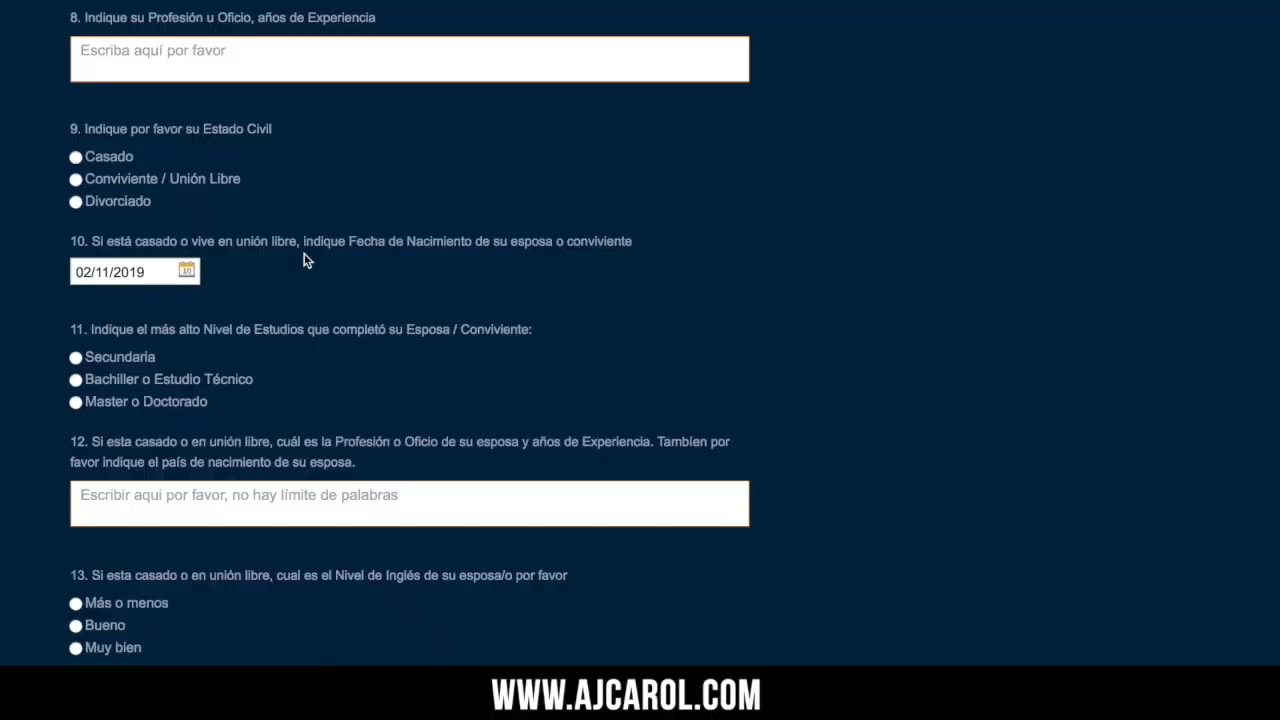 8. Indique su Profesión u Oficio, años de Experiencia
Escriba aquí por favor
9. Indique por favor su Estado Civil
Casado
Conviviente / Unión Libre
Divorciado
10. Si está casado o vive en unión libre, indique Fecha de Nacimiento de su esposa o conviviente
02/11/2019
10
11. Indique el más alto Nivel de Estudios que completó su Esposa / Conviviente:
Secundaria
Bachiller o Estudio Técnico
Master o Doctorado
12. Si esta casado o en unión libre, cuál es la Profesión o Oficio de su esposa y años de Experiencia. Tambíen por
favor indique el país de nacimiento de su esposa.
Escribir aqui por favor, no hay límite de palabras
13. Si esta casado o en unión libre, cual es el Nivel de Inglés de su esposa/o por favor
Más o menos
Bueno
Muy bien
WWW.AJCAROL.COM